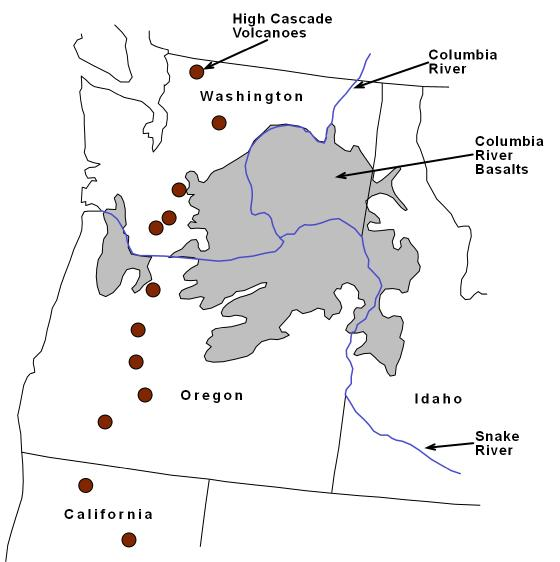 High Cascade
Volcanoes
Columbia
River
Washington
Columbia
River
Basalts
Oregon
Idaho
Snake
River
California